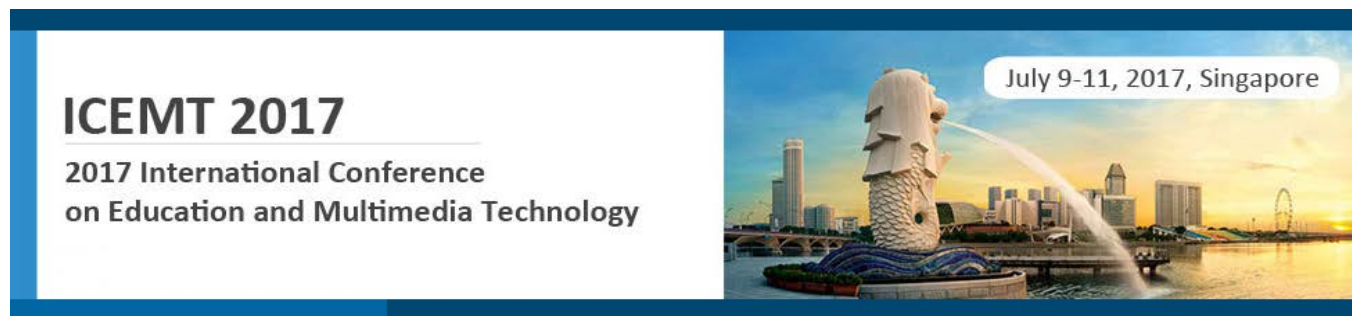 ICEMT 2017
2017 International Conference
on Education and Multimedia Technology
July 9-11, 2017, Singapore